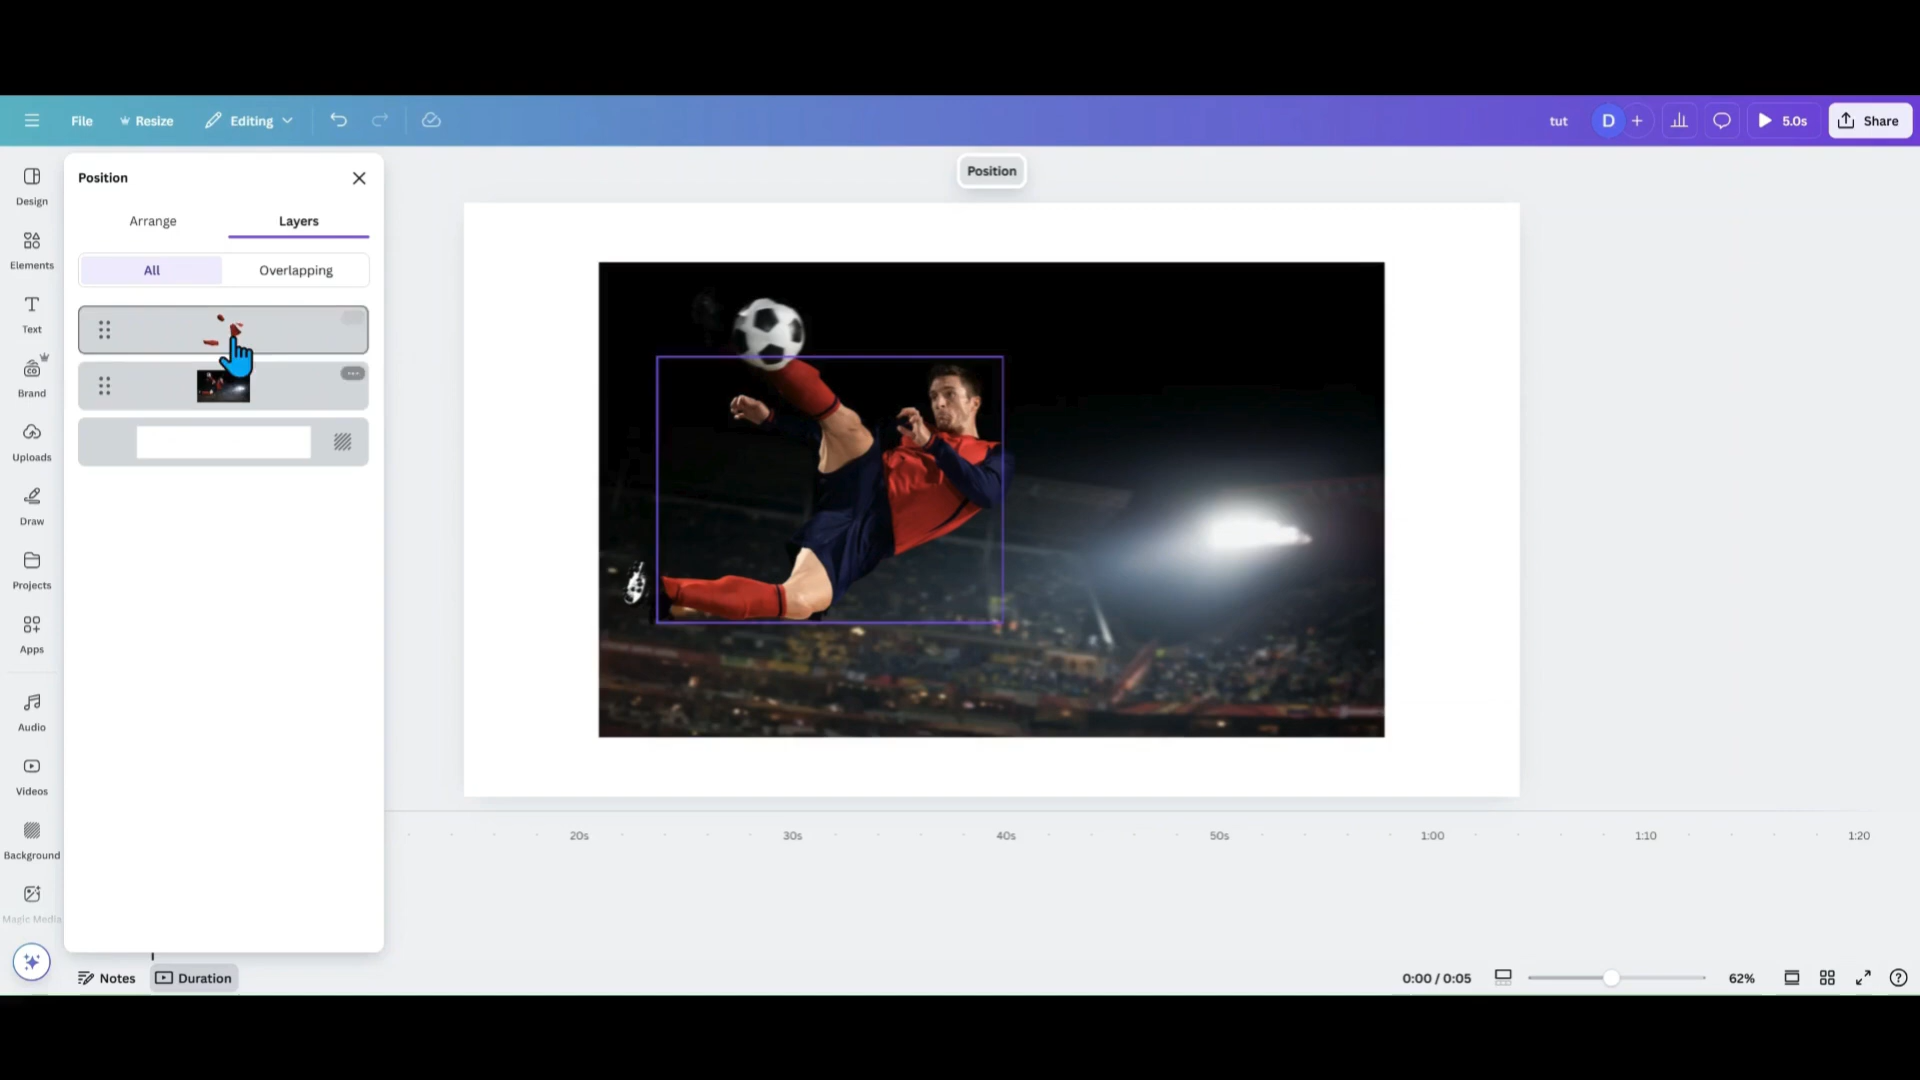 File
Resize
Editing
tut
D
5.0s
Share
Position
Position
Arrange
Layers
All
Overlapping
Design
Elements
Text
Brand
Uploads
Draw
Projects
Apps
Audio
Videos
Background
Magic Media
20s
30s
40s
50s
1:00
1:10
1:20
Notes
Duration
0:00 / 0:05
62%